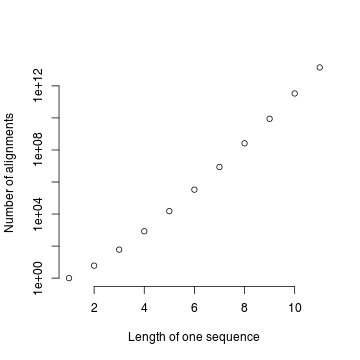 Number of alignments
1e+12
1e+08
1e+04
1e+00
2 4 6 8 10
Length of one sequence